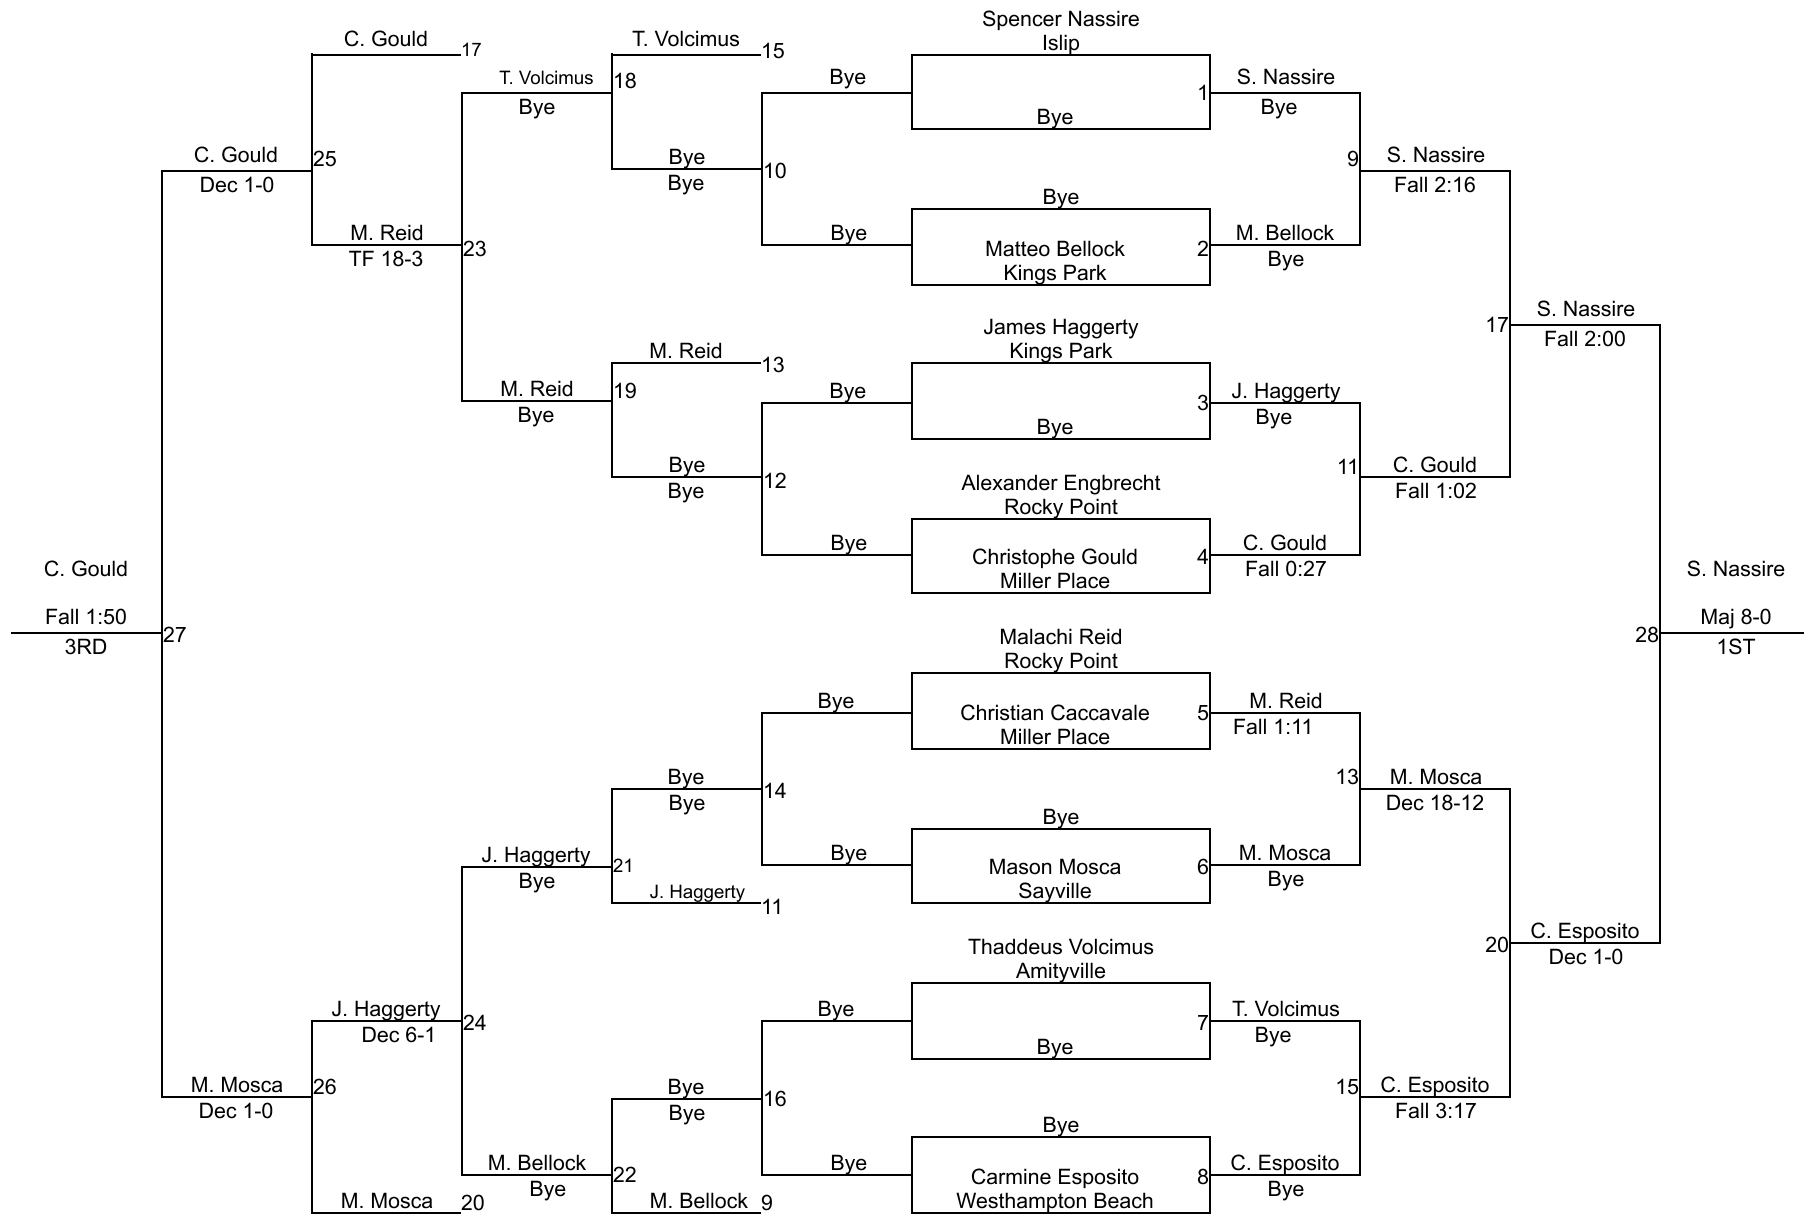 Spencer Nassire
C. Gould
T. Volcimus
Islip
17
15
T. Volcimus
18
Bye
S. Nassire
Bye
1
Bye
Bye
C. Gould
25
Bye
10
9
S. Nassire
Dec 1-0
Bye
Fall 2:16
Bye
M. Reid
Bye
M. Bellock
TF 18-3
23
Matteo Bellock
2
Bye
Kings Park
S. Nassire
James Haggerty
17
Fall 2:00
M. Reid
Kings Park
13
M. Reid
19
Bye
J. Haggerty
Bye
3
Bye
Bye
Bye
12
11
C. Gould
Bye
Alexander Engbrecht
Fall 1:02
Rocky Point
Bye
C. Gould
Christophe Gould
4
Fall 0:27
Miller Place
C. Gould
S. Nassire
Fall 1:50
Maj 8-0
27
Malachi Reid
28
3RD
Rocky Point
1ST
Bye
M. Reid
Christian Caccavale
5
Fall 1:11
Miller Place
Bye
14
13
M. Mosca
Bye
Dec 18-12
Bye
J. Haggerty
21
Bye
M. Mosca
Bye
Mason Mosca
6
Bye
J. Haggerty
11
Sayville
C. Esposito
Thaddeus Volcimus
20
Dec 1-0
Amityville
J. Haggerty
24
Bye
T. Volcimus
Dec 6-1
7
Bye
Bye
M. Mosca
26
Bye
16
15
C. Esposito
Dec 1-0
Bye
Fall 3:17
Bye
M. Bellock
22
Bye
C. Esposito
Bye
Carmine Esposito
8
Bye
M. Mosca
20
M. Bellock
9
Westhampton Beach